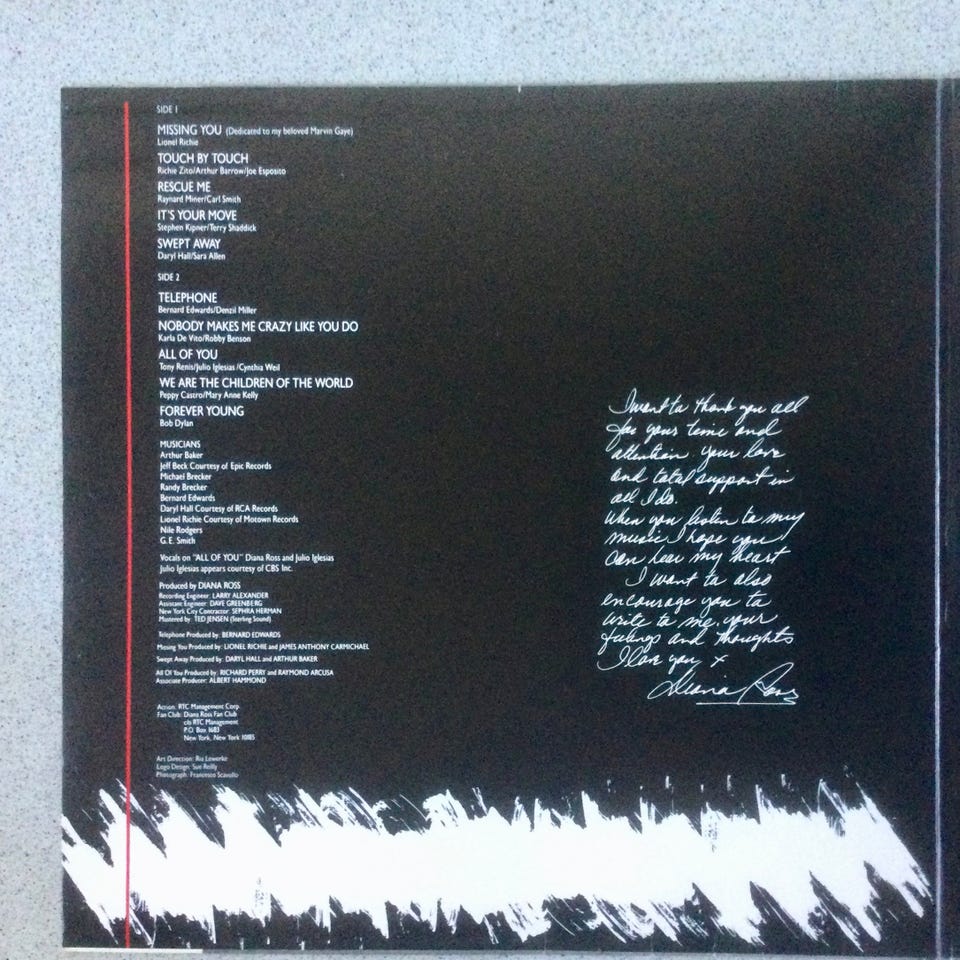 SIDE 1
MISSING YOU (Dedicated to my beloved Marvin Gaye)
Lionel Richie
TOUCH BY TOUCH
Richie Zito/Arthur Barrow/Joe Esposito
RESCUE ME
Raynard Miner/Carl Smith
IT'S YOUR MOVE
Stephen Kipner/Terry Shaddick
SWEPT AWAY
Daryl Hall/Sara Allen
SIDE 2
TELEPHONE
Bernard Edwards/Denzil Miller
NOBODY MAKES ME CRAZY LIKE YOU DO
Karla De Vito/Robby Benson
ALL OF YOU
Tony Renis/Julio Iglesias /Cynthia Weil
WE ARE THE CHILDREN OF THE WORLD
Peppy Castro/Mary Anne Kelly
FOREVER YOUNG
Bob Dylan
MUSICIANS
Arthur Baker
Jeff Beck Courtesy of Epic Records
Michael Brecker
Randy Brecker
Bernard Edwards
Daryl Hall Courtesy of RCA Records
Lionel Richie Courtesy of Motown Records
Nile Rodgers
G.E. Smith
Vocals on "ALL OF YOU" Diana Ross and Julio Iglesias
Julio Iglesias appears courtesy of CBS Inc.
Produced by DIANA ROSS
Recording Engineer: LARRY ALEXANDER
Assistant Engineer: DAVE GREENBERG
New York City Contractor: SEPHRA HERMAN
Mastered by: TED JENSEN (Sterling Sound)
Telephone Produced by: BERNARD EDWARDS
Missing You Produced by: LIONEL RICHIE and JAMES ANTHONY CARMICHAEL
Swept Away Produced by: DARYL HALL and ARTHUR BAKER
All Of You Produced by: RICHARD PERRY and RAYMOND ARCUSA
Associate Producer: ALBERT HAMMOND
Action: RTC Management Corp.
Fan Club: Diana Ross Fan Club
c/o RTC Management
P.O. Box 1683
New York, New York 10185
Art Direction: Ria Lewerke
Logo Design: Sue Reilly
Photograph: Francesco Scavullo
I want to thank you all
for your time and
attention your love
and total support in
all I do.
When you listen to my
music I hope you
can hear my heart
I want to also
encourage you to
write to me, your
feelings and thoughts
I love you x
Diana Ross